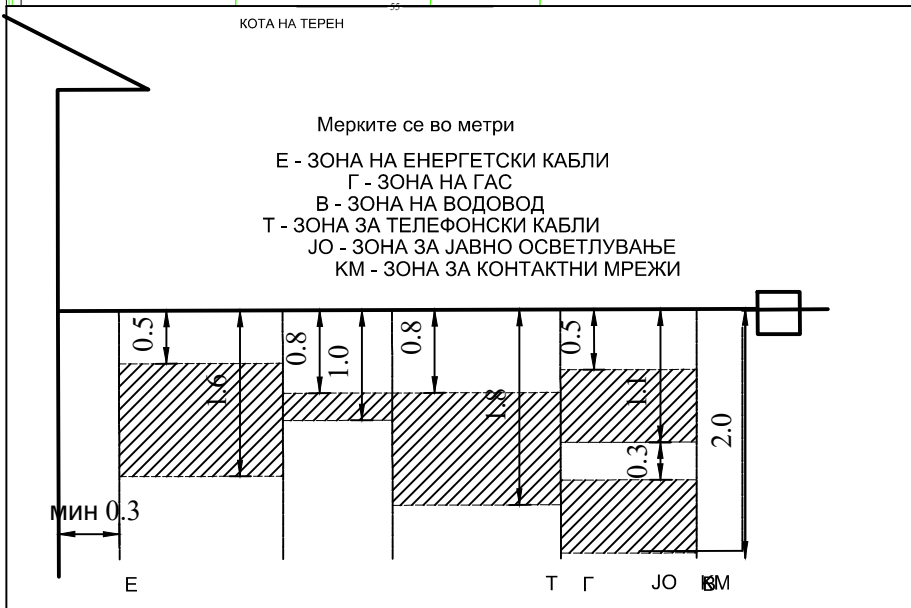 55
КОТА НА ТЕРЕН
Мерките се во метри
Е - ЗОНА НА ЕНЕРГЕТСКИ КАБЛИ
Г - ЗОНА НА ГАС
В - ЗОНА НА ВОДОВОД
Т - ЗОНА ЗА ТЕЛЕФОНСКИ КАБЛИ
ЈО - ЗОНА ЗА ЈАВНО ОСВЕТЛУВАЊЕ
КМ - ЗОНА ЗА КОНТАКТНИ МРЕЖИ
0.5 0.8 1.0 0.8 0.5
1.6 1.8 1.1 2.0
0.3
мин 0.3
Е Т Г ЈО КМ